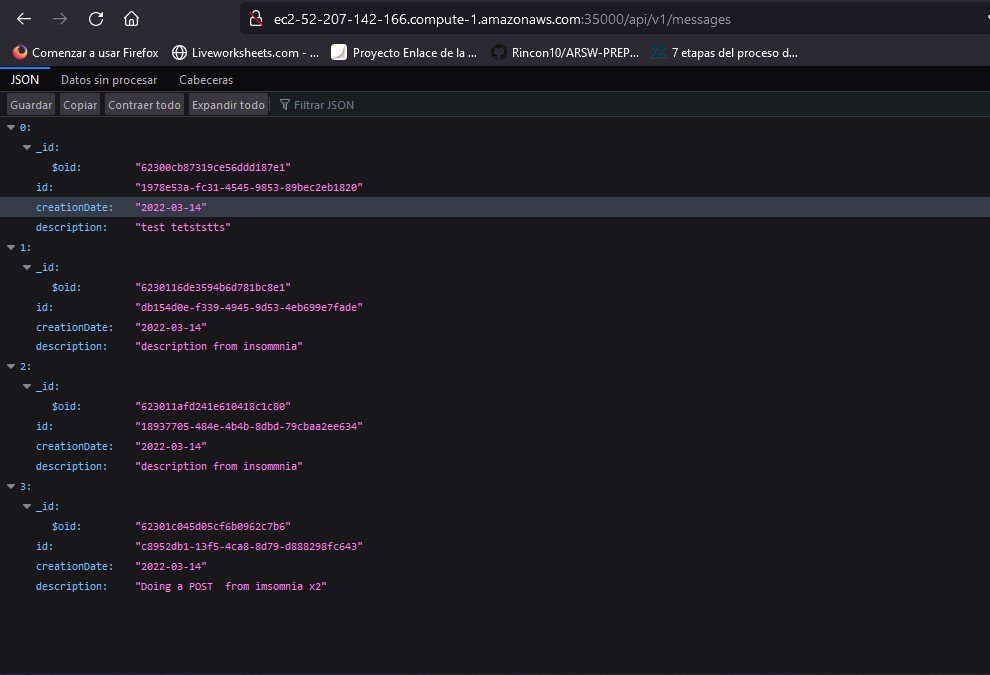 ec2-52-207-142-166.compute-1.amazonaws.com:35000/api/v1/messages
Comenzar a usar Firefox Liveworksheets.com - ... Proyecto Enlace de la ... Rincon10/ARSW-PREP... 7 etapas del proceso d...
JSON Datos sin procesar Cabeceras
Guardar Copiar Contraer todo Expandir todo Filtrar JSON
0:
_id:
$oid: "62300cb87319ce56ddd187e1"
id: "1978e53a-fc31-4545-9853-89bec2eb1820"
creationDate: "2022-03-14"
description: "test tetststts"
1:
_id:
$oid: "6230116de3594b6d781bc8e1"
id: "db154d0e-f339-4945-9d53-4eb699e7fade"
creationDate: "2022-03-14"
description: "description from insommnia"
2:
_id:
$oid: "623011afd241e610418c1c80"
id: "18937705-484e-4b4b-8dbd-79cbaa2ee634"
creationDate: "2022-03-14"
description: "description from insommnia"
3:
_id:
$oid: "62301c045d05cf6b0962c7b6"
id: "c8952db1-13f5-4ca8-8d79-d888298fc643"
creationDate: "2022-03-14"
description: "Doing a POST  from imsomnia x2"